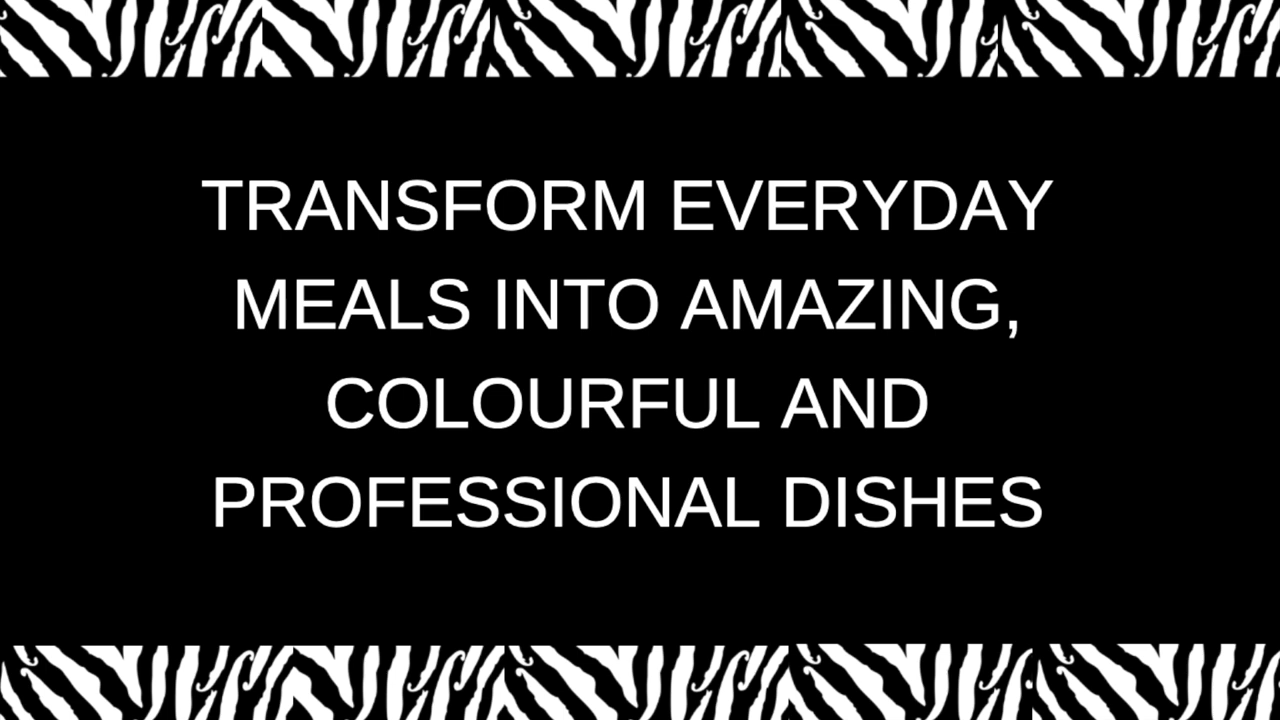 TRANSFORM EVERYDAY
MEALS INTO AMAZING,
COLOURFUL AND
PROFESSIONAL DISHES